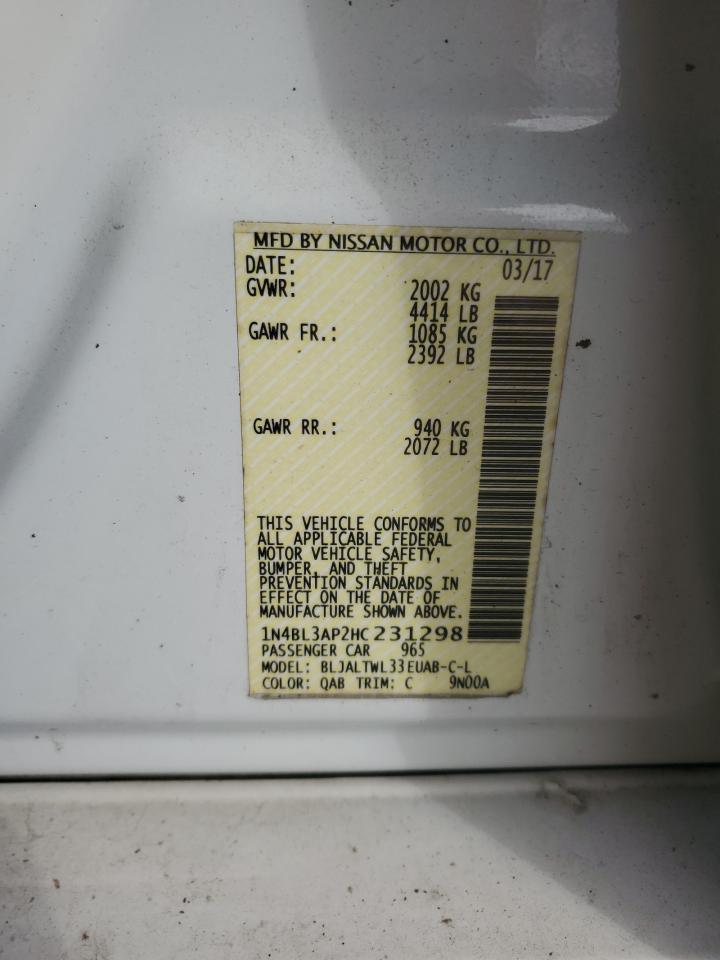 MFD BY NISSAN MOTOR CO., LTD.
DATE: 03/17
GVWR: 2002 KG
4414 LB
GAWR FR.: 1085 KG
2392 LB
GAWR RR.: 940 KG
2072 LB
THIS VEHICLE CONFORMS TO
ALL APPLICABLE FEDERAL
MOTOR VEHICLE SAFETY,
BUMPER, AND THEFT
PREVENTION STANDARDS IN
EFFECT ON THE DATE OF
MANUFACTURE SHOWN ABOVE.
1N4BL3AP2HC231298
PASSENGER CAR 965
MODEL: BLJALTWL33EUAB-C-L
COLOR: QAB TRIM: C 9N00A